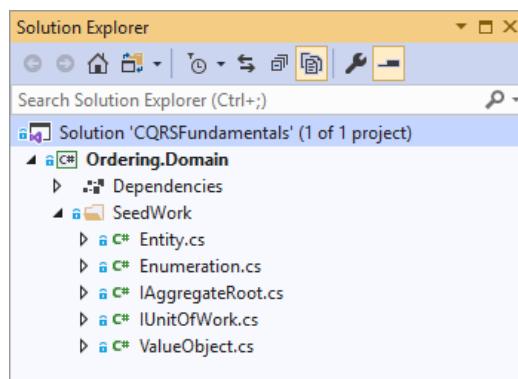 Solution Explorer
Search Solution Explorer (Ctrl+;)
Solution 'CQRSFundamentals' (1 of 1 project)
C# Ordering.Domain
Dependencies
SeedWork
C# Entity.cs
C# Enumeration.cs
C# IAggregateRoot.cs
C# IUnitOfWork.cs
C# ValueObject.cs